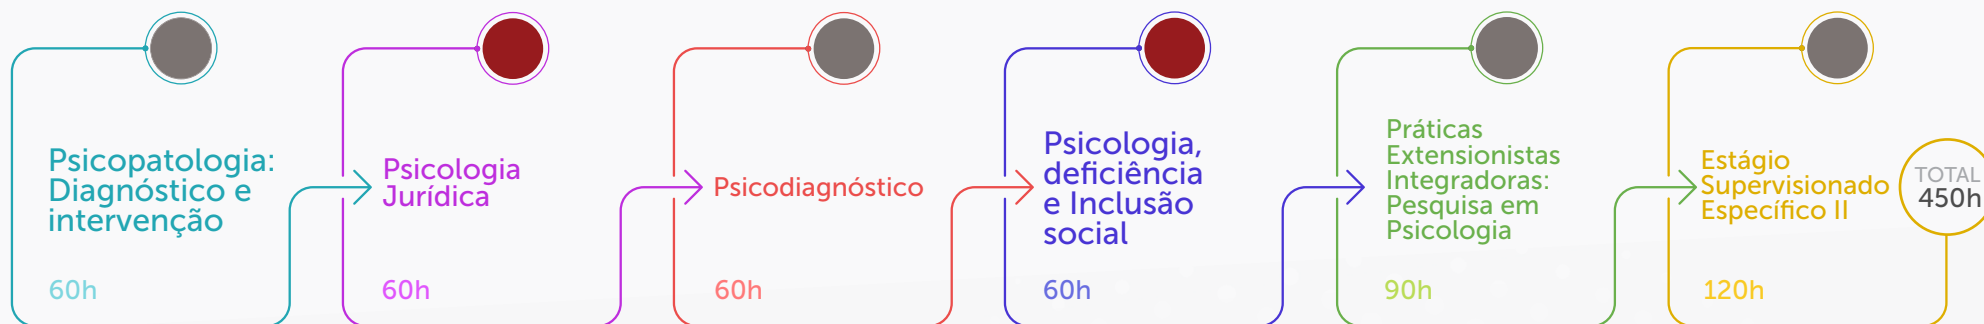 Psicopatologia:
Diagnóstico e
intervenção
60h
Psicologia
Jurídica
60h
Psicodiagnóstico
60h
Psicologia,
deficiência
e Inclusão
social
60h
Práticas
Extensionistas
Integradoras:
Pesquisa em
Psicologia
90h
Estágio
Supervisionado
Específico II
120h
TOTAL
450h